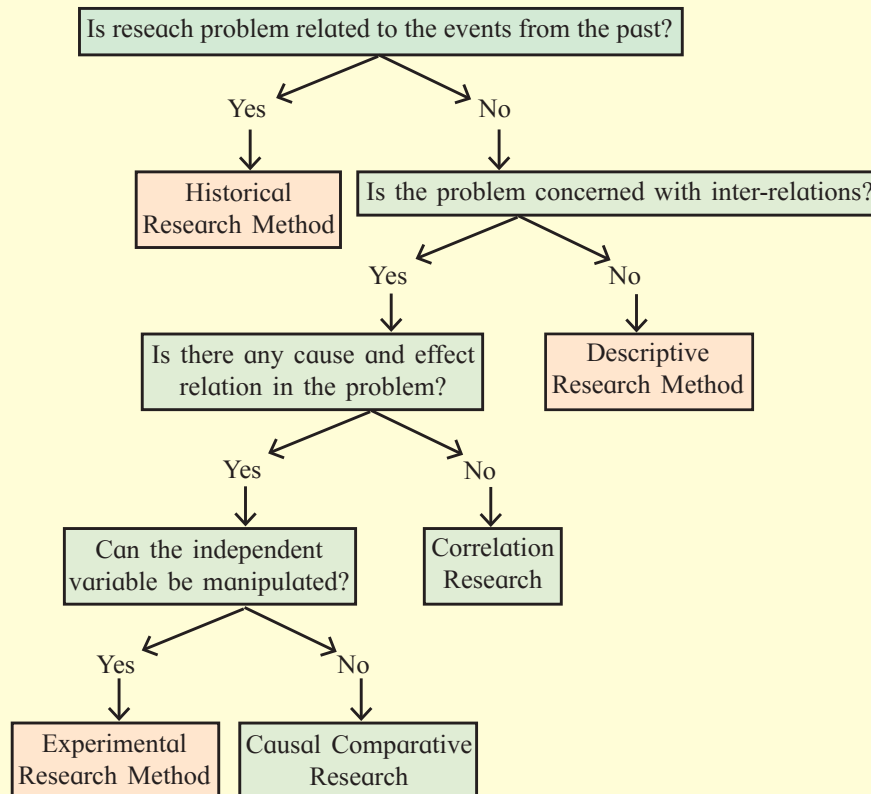 Is reseach problem related to the events from the past?
Yes
No
Historical
Research Method
Is the problem concerned with inter-relations?
Yes
No
Is there any cause and effect
relation in the problem?
Descriptive
Research Method
Yes
No
Can the independent
variable be manipulated?
Correlation
Research
Yes
No
Experimental
Research Method
Causal Comparative
Research